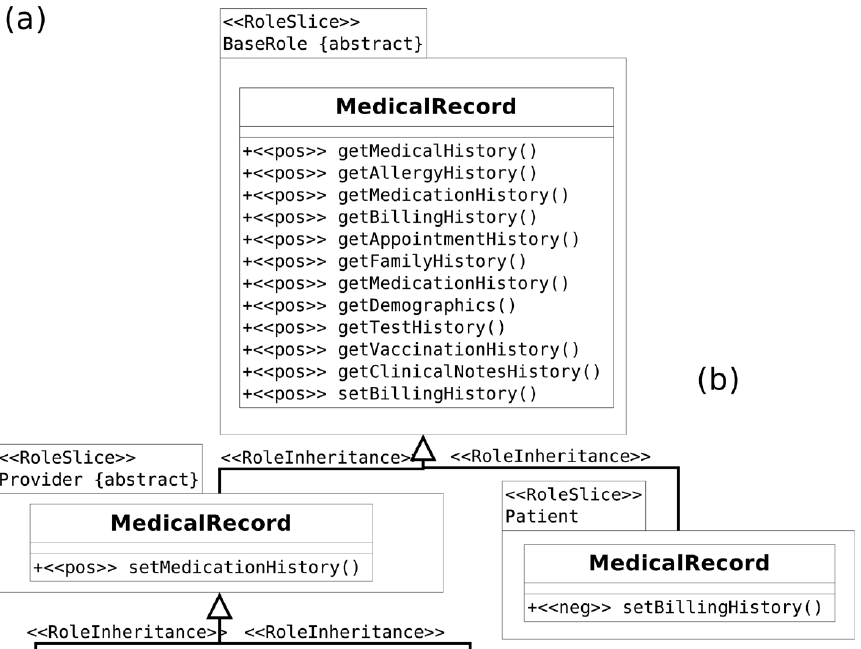 (a)
<<RoleSlice>>
BaseRole {abstract}
MedicalRecord
+<<pos>> getMedicalHistory()
+<<pos>> getAllergyHistory()
+<<pos>> getMedicationHistory()
+<<pos>> getBillingHistory()
+<<pos>> getAppointmentHistory()
+<<pos>> getFamilyHistory()
+<<pos>> getMedicationHistory()
+<<pos>> getDemographics()
+<<pos>> getTestHistory()
+<<pos>> getVaccinationHistory()
+<<pos>> getClinicalNotesHistory()
+<<pos>> setBillingHistory()
(b)
<<RoleInheritance>
<<RoleInheritance>>
<<RoleSlice>>
Provider {abstract}
MedicalRecord
+<<pos>> setMedicationHistory()
<<RoleSlice>>
Patient
MedicalRecord
+<<neg>> setBillingHistory()
<<RoleInheritance>>
<<RoleInheritance>>